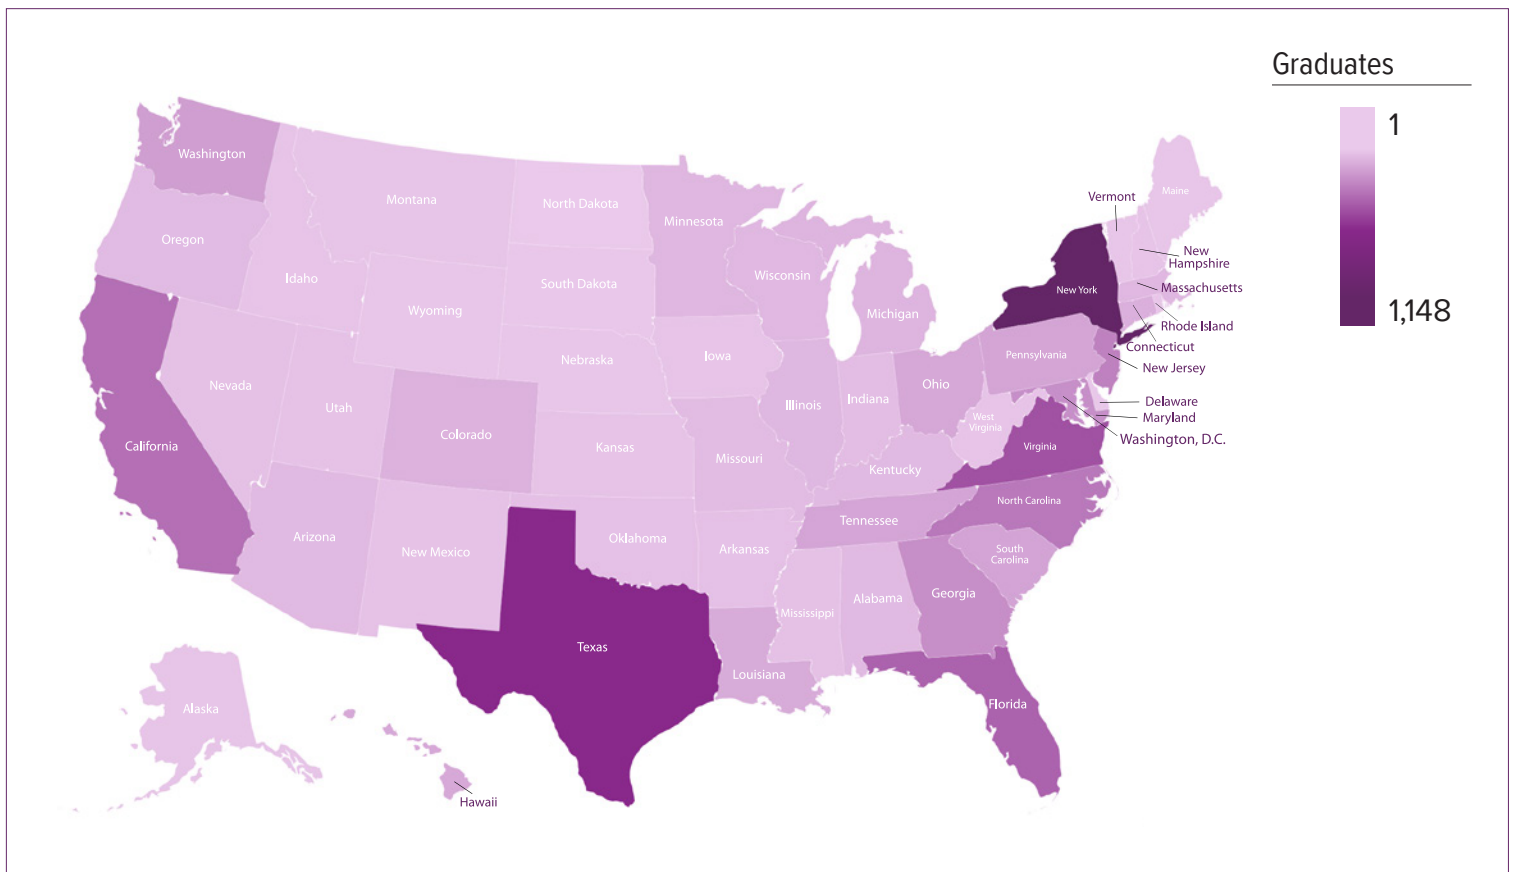 Graduates
1
1,148
Washington
Montana
North Dakota
Minnesota
Maine
Vermont
Oregon
Idaho
South Dakota
Wisconsin
Michigan
New York
New
Hampshire
Massachusetts
Rhode Island
Connecticut
New Jersey
Wyoming
Nebraska
Iowa
Pennsylvania
Nevada
Utah
Colorado
Kansas
Missouri
Illinois
Indiana
Ohio
West
Virginia
Delaware
Maryland
Washington, D.C.
Virginia
California
Kentucky
North Carolina
Tennessee
Arizona
New Mexico
Oklahoma
Arkansas
South
Carolina
Mississippi
Alabama
Georgia
Texas
Louisiana
Florida
Alaska
Hawaii